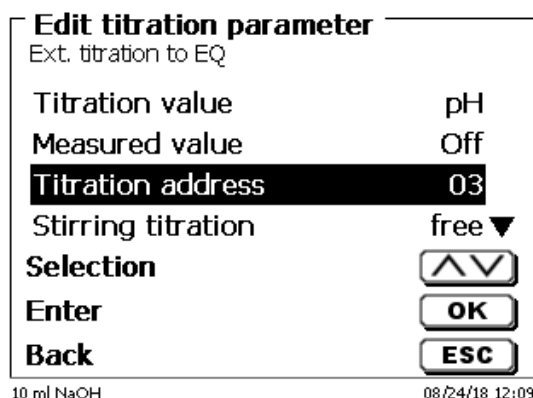 Edit titration parameter
Ext. titration to EQ
Titration value pH
Measured value Off
Titration address 03
Stirring titration free ▼
Selection
Enter OK
Back ESC
10 ml NaOH 08/24/18 12:09